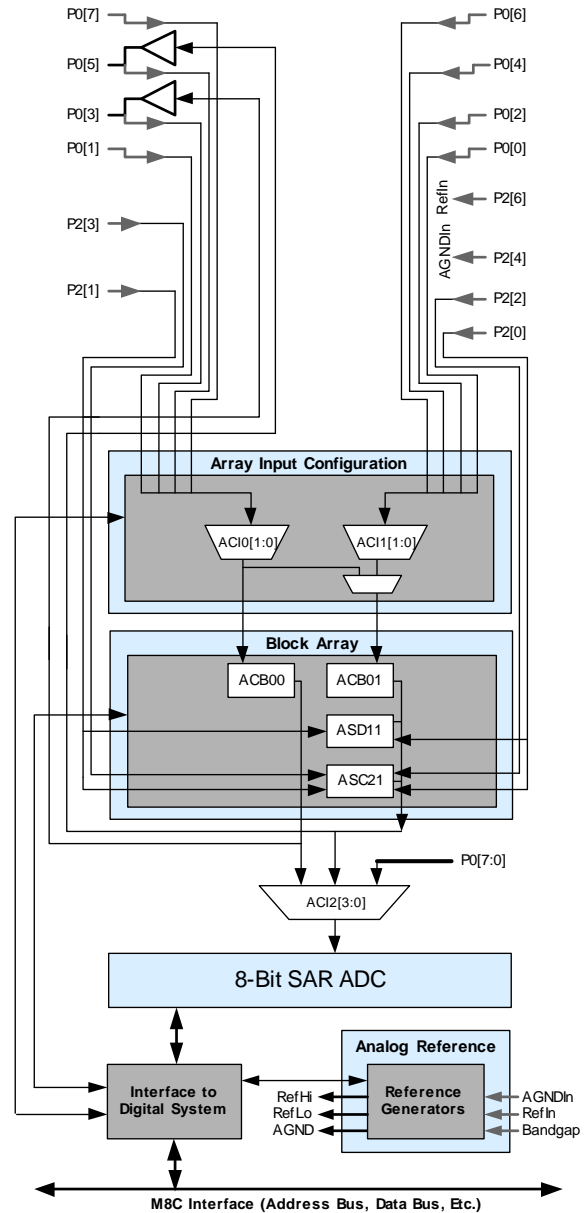 P0[7]
P0[6]
P0[5]
P0[4]
P0[3]
P0[2]
P0[1]
P0[0]
P2[6]
AGNDIn RefIn
P2[3]
P2[4]
P2[1]
P2[2]
P2[0]
Array Input Configuration
ACI0[1:0]
ACI1[1:0]
Block Array
ACB00
ACB01
ASD11
ASC21
P0[7:0]
ACI2[3:0]
8-Bit SAR ADC
Analog Reference
Interface to
Digital System
Reference
Generators
RefHi
RefLo
AGND
AGNDIn
RefIn
Bandgap
M8C Interface (Address Bus, Data Bus, Etc.)